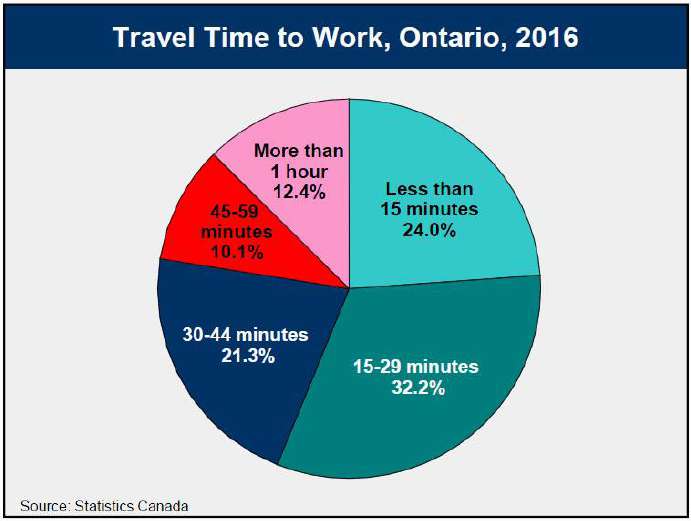 Travel Time to Work, Ontario, 2016
More than
1 hour
12.4%
Less than
15 minutes
24.0%
45-59
minutes
10.1%
30-44 minutes
21.3%
15-29 minutes
32.2%
Source: Statistics Canada